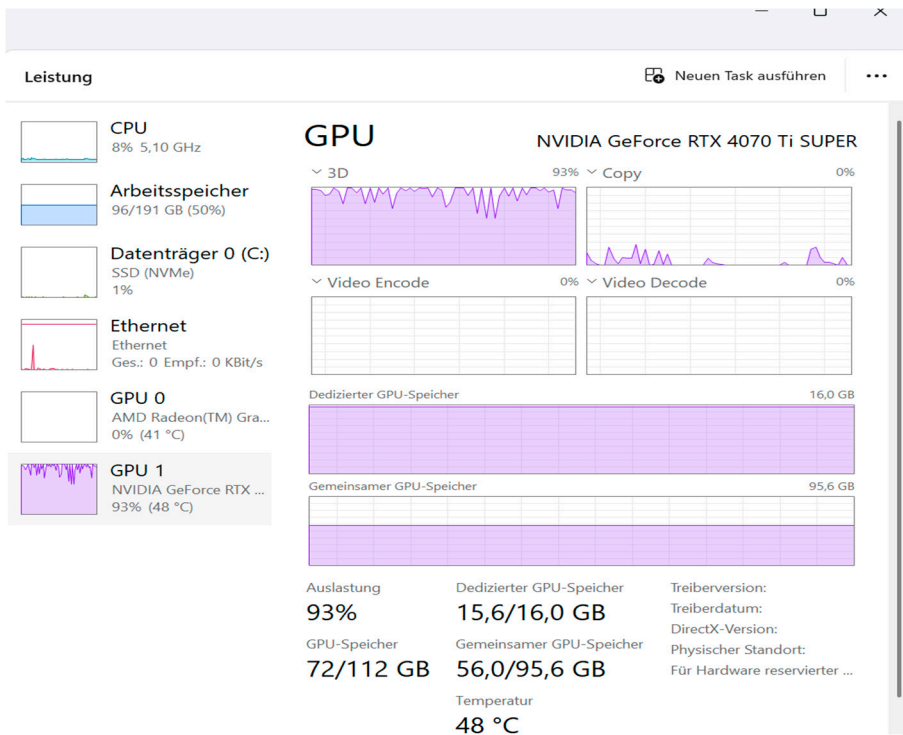 Leistung
Neuen Task ausführen
CPU
8% 5,10 GHz
Arbeitsspeicher
96/191 GB (50%)
Datenträger 0 (C:)
SSD (NVMe)
1%
Ethernet
Ethernet
Ges.: 0 Empf.: 0 KBit/s
GPU 0
AMD Radeon(TM) Gra...
0% (41 °C)
GPU 1
NVIDIA GeForce RTX ...
93% (48 °C)
GPU
NVIDIA GeForce RTX 4070 Ti SUPER
3D 93%
Copy 0%
Video Encode 0%
Video Decode 0%
Dedizierter GPU-Speicher 16,0 GB
Gemeinsamer GPU-Speicher 95,6 GB
Auslastung
93%
Dedizierter GPU-Speicher
15,6/16,0 GB
GPU-Speicher
72/112 GB
Gemeinsamer GPU-Speicher
56,0/95,6 GB
Temperatur
48 °C
Treiberversion:
Treiberdatum:
DirectX-Version:
Physischer Standort:
Für Hardware reservierter ...